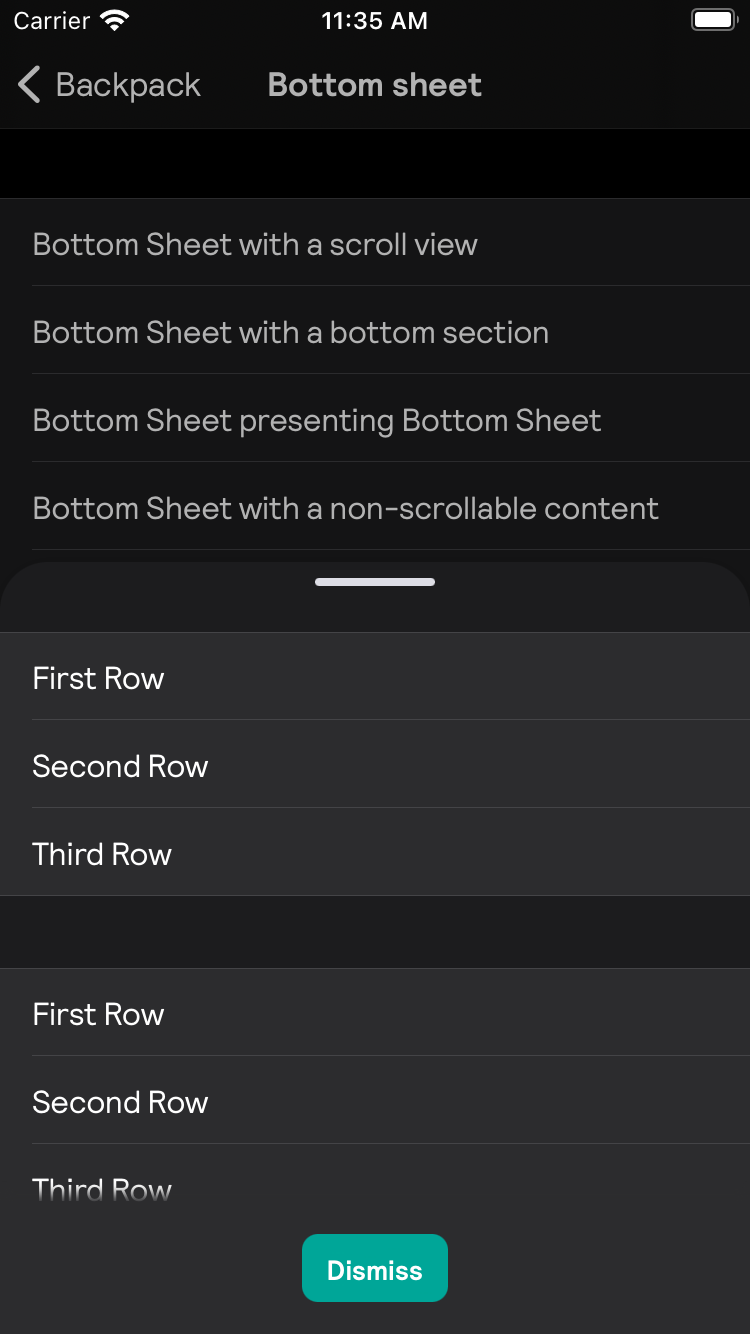 Carrier 11:35 AM
Backpack Bottom sheet
Bottom Sheet with a scroll view
Bottom Sheet with a bottom section
Bottom Sheet presenting Bottom Sheet
Bottom Sheet with a non-scrollable content
First Row
Second Row
Third Row
First Row
Second Row
Third Row
Dismiss